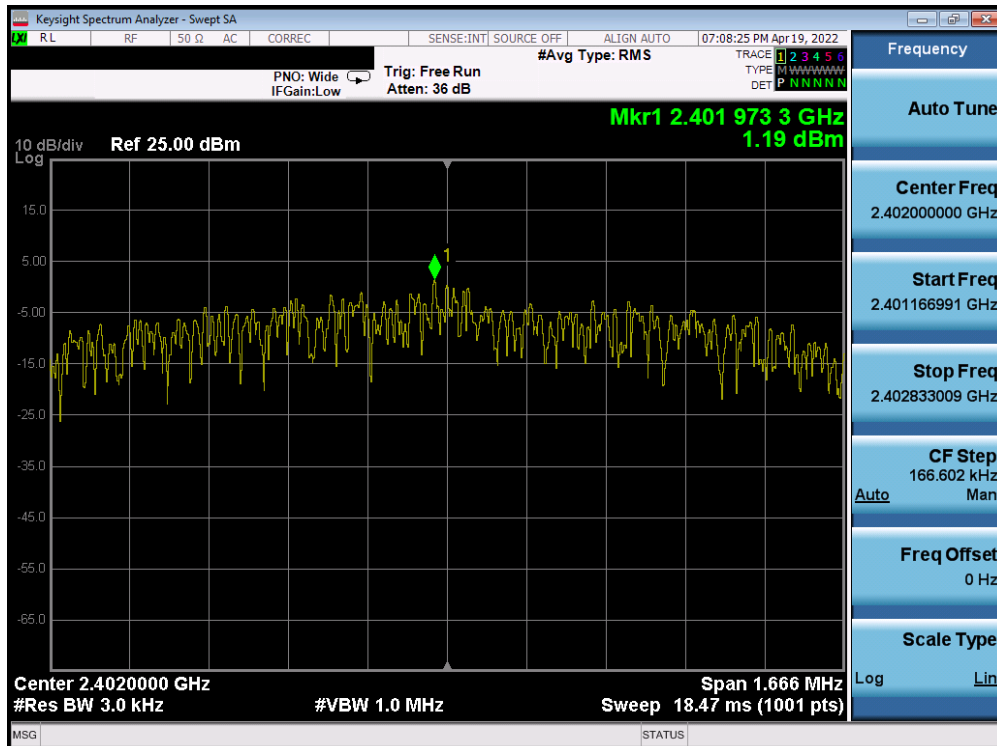 Keysight Spectrum Analyzer - Swept SA
LXI RL RF 50 Ω AC CORREC SENSE:INT SOURCE OFF ALIGN AUTO 07:08:25 PM Apr 19, 2022
#Avg Type: RMS
TRACE 1 2 3 4 5 6
PNO: Wide Trig: Free Run TYPE M WWWWW
IFGain:Low Atten: 36 dB DET P N N N N N
Mkr1 2.401 973 3 GHz
1.19 dBm
10 dB/div Ref 25.00 dBm
Log
15.0
5.00
1
-5.00
-15.0
-25.0
-35.0
-45.0
-55.0
-65.0
Center 2.4020000 GHz Span 1.666 MHz
#Res BW 3.0 kHz #VBW 1.0 MHz Sweep 18.47 ms (1001 pts)
MSG STATUS
Frequency
Auto Tune
Center Freq
2.402000000 GHz
Start Freq
2.401166991 GHz
Stop Freq
2.402833009 GHz
CF Step
166.602 kHz
Auto Man
Freq Offset
0 Hz
Scale Type
Log Lin